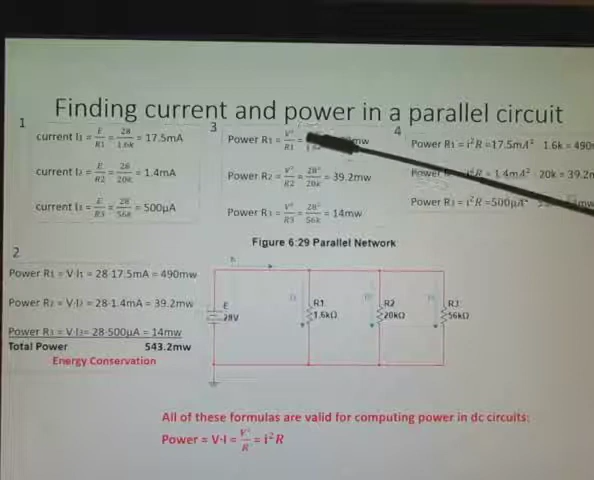 Finding current and power in a parallel circuit
1
current I₁ = E/R1 = 28/1.6k = 17.5mA
current I₂ = E/R2 = 28/20k = 1.4mA
current I₃ = E/R3 = 28/56k = 500µA
3
Power R₁ = V²/R1 = mw
Power R₂ = V²/R2 = 28²/20k = 39.2mw
Power R₃ = V²/R3 = 28²/56k = 14mw
4
Power R₁ = i²R =17.5mA² 1.6k = 490
Power i²R = 1.4mA² 20k = 39.2m
Power R₃ = i²R =500µA² mw
2
Power R₁ = V·I₁ = 28·17.5mA = 490mw
Power R₂ = V·I₂ = 28·1.4mA = 39.2mw
Power R₃ = V·I₃= 28·500µA = 14mw
Total Power 543.2mw
Energy Conservation
Figure 6:29 Parallel Network
E
28V
R1
1.6kΩ
R2
20kΩ
R3
56kΩ
All of these formulas are valid for computing power in dc circuits:
Power = V·I = V²/R = i²R